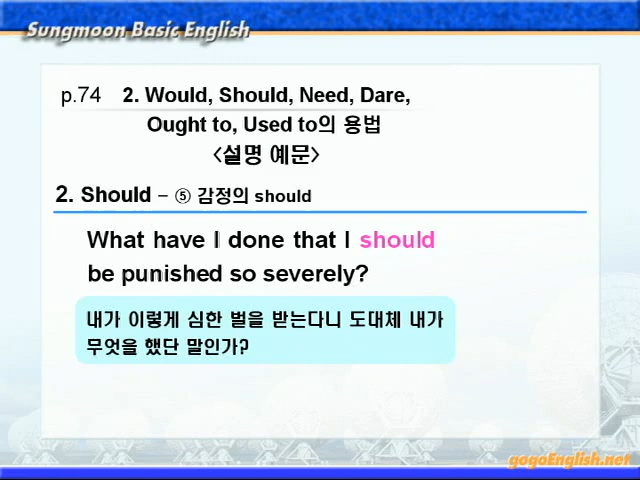 Sungmoon Basic English
p.74 2. Would, Should, Need, Dare,
Ought to, Used to의 용법
<설명 예문>
2. Should – ⑤ 감정의 should
What have I done that I should
be punished so severely?
내가 이렇게 심한 벌을 받는다니 도대체 내가
무엇을 했단 말인가?
gogoEnglish.net